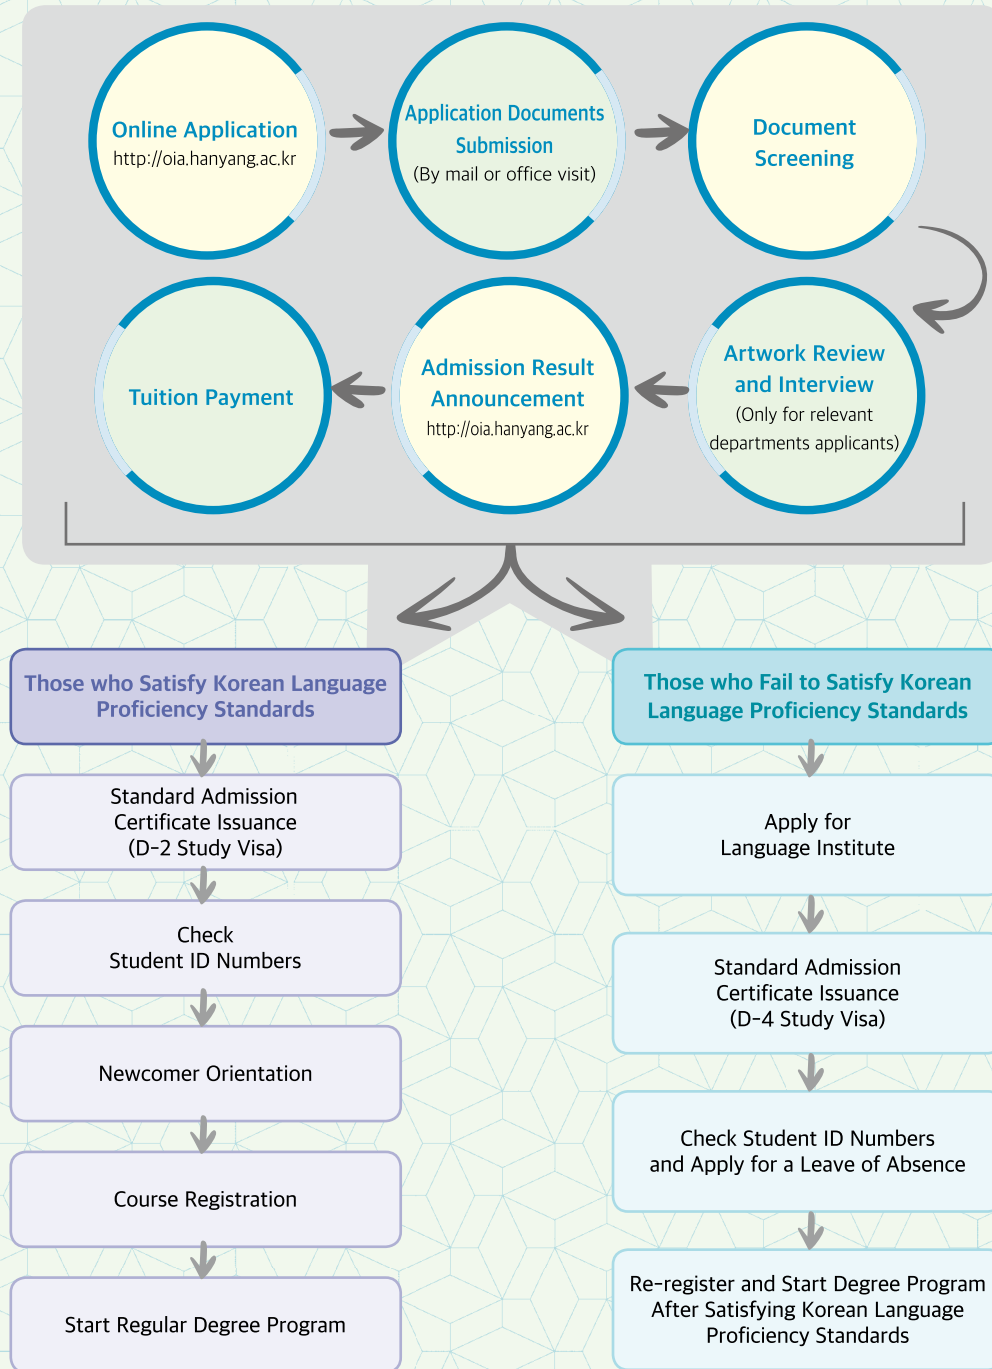 Online Application
http://oia.hanyang.ac.kr
Application Documents
Submission
(By mail or office visit)
Document
Screening
Artwork Review
and Interview
(Only for relevant
departments applicants)
Admission Result
Announcement
http://oia.hanyang.ac.kr
Tuition Payment
Those who Satisfy Korean Language
Proficiency Standards
Standard Admission
Certificate Issuance
(D-2 Study Visa)
Check
Student ID Numbers
Newcomer Orientation
Course Registration
Start Regular Degree Program
Those who Fail to Satisfy Korean
Language Proficiency Standards
Apply for
Language Institute
Standard Admission
Certificate Issuance
(D-4 Study Visa)
Check Student ID Numbers
and Apply for a Leave of Absence
Re-register and Start Degree Program
After Satisfying Korean Language
Proficiency Standards